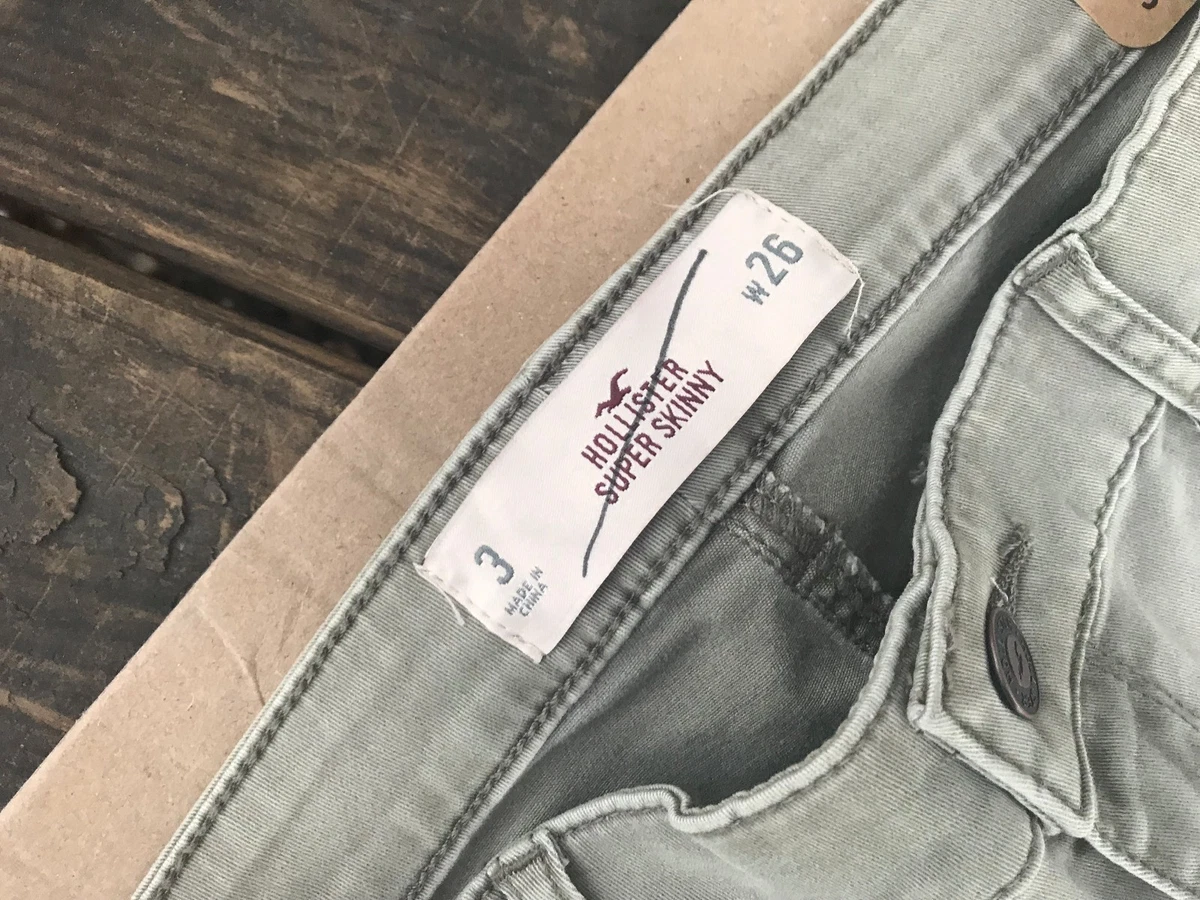 W26
HOLLISTER
SUPER SKINNY
3
MADE IN
CHINA